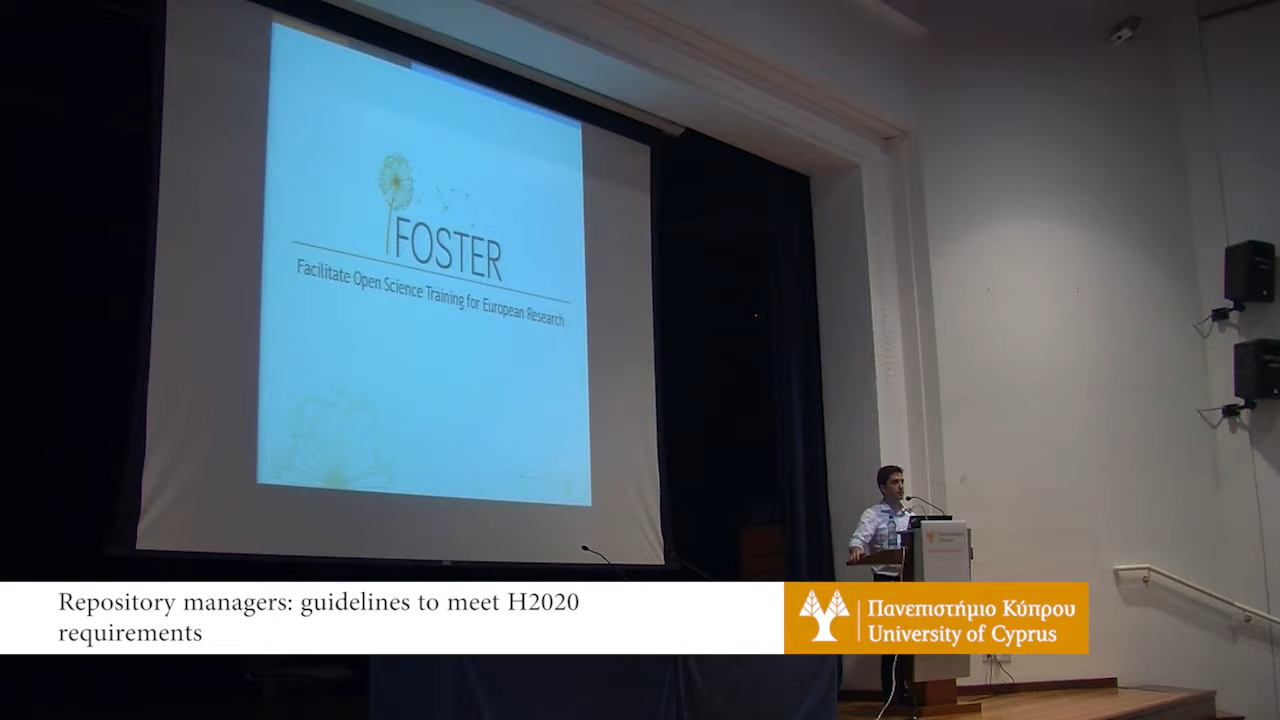 FOSTER
Facilitate Open Science Training for European Research
Repository managers: guidelines to meet H2020
requirements
Πανεπιστήμιο Κύπρου
University of Cyprus